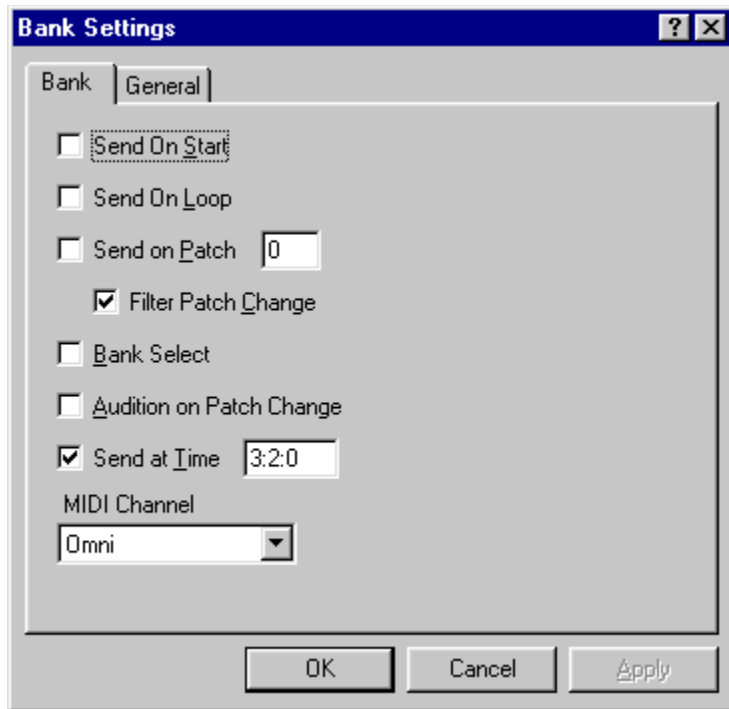 Bank Settings ?
Bank General
Send On Start
Send On Loop
Send on Patch 0
Filter Patch Change
Bank Select
Audition on Patch Change
Send at Time 3:2:0
MIDI Channel
Omni
OK Cancel Apply